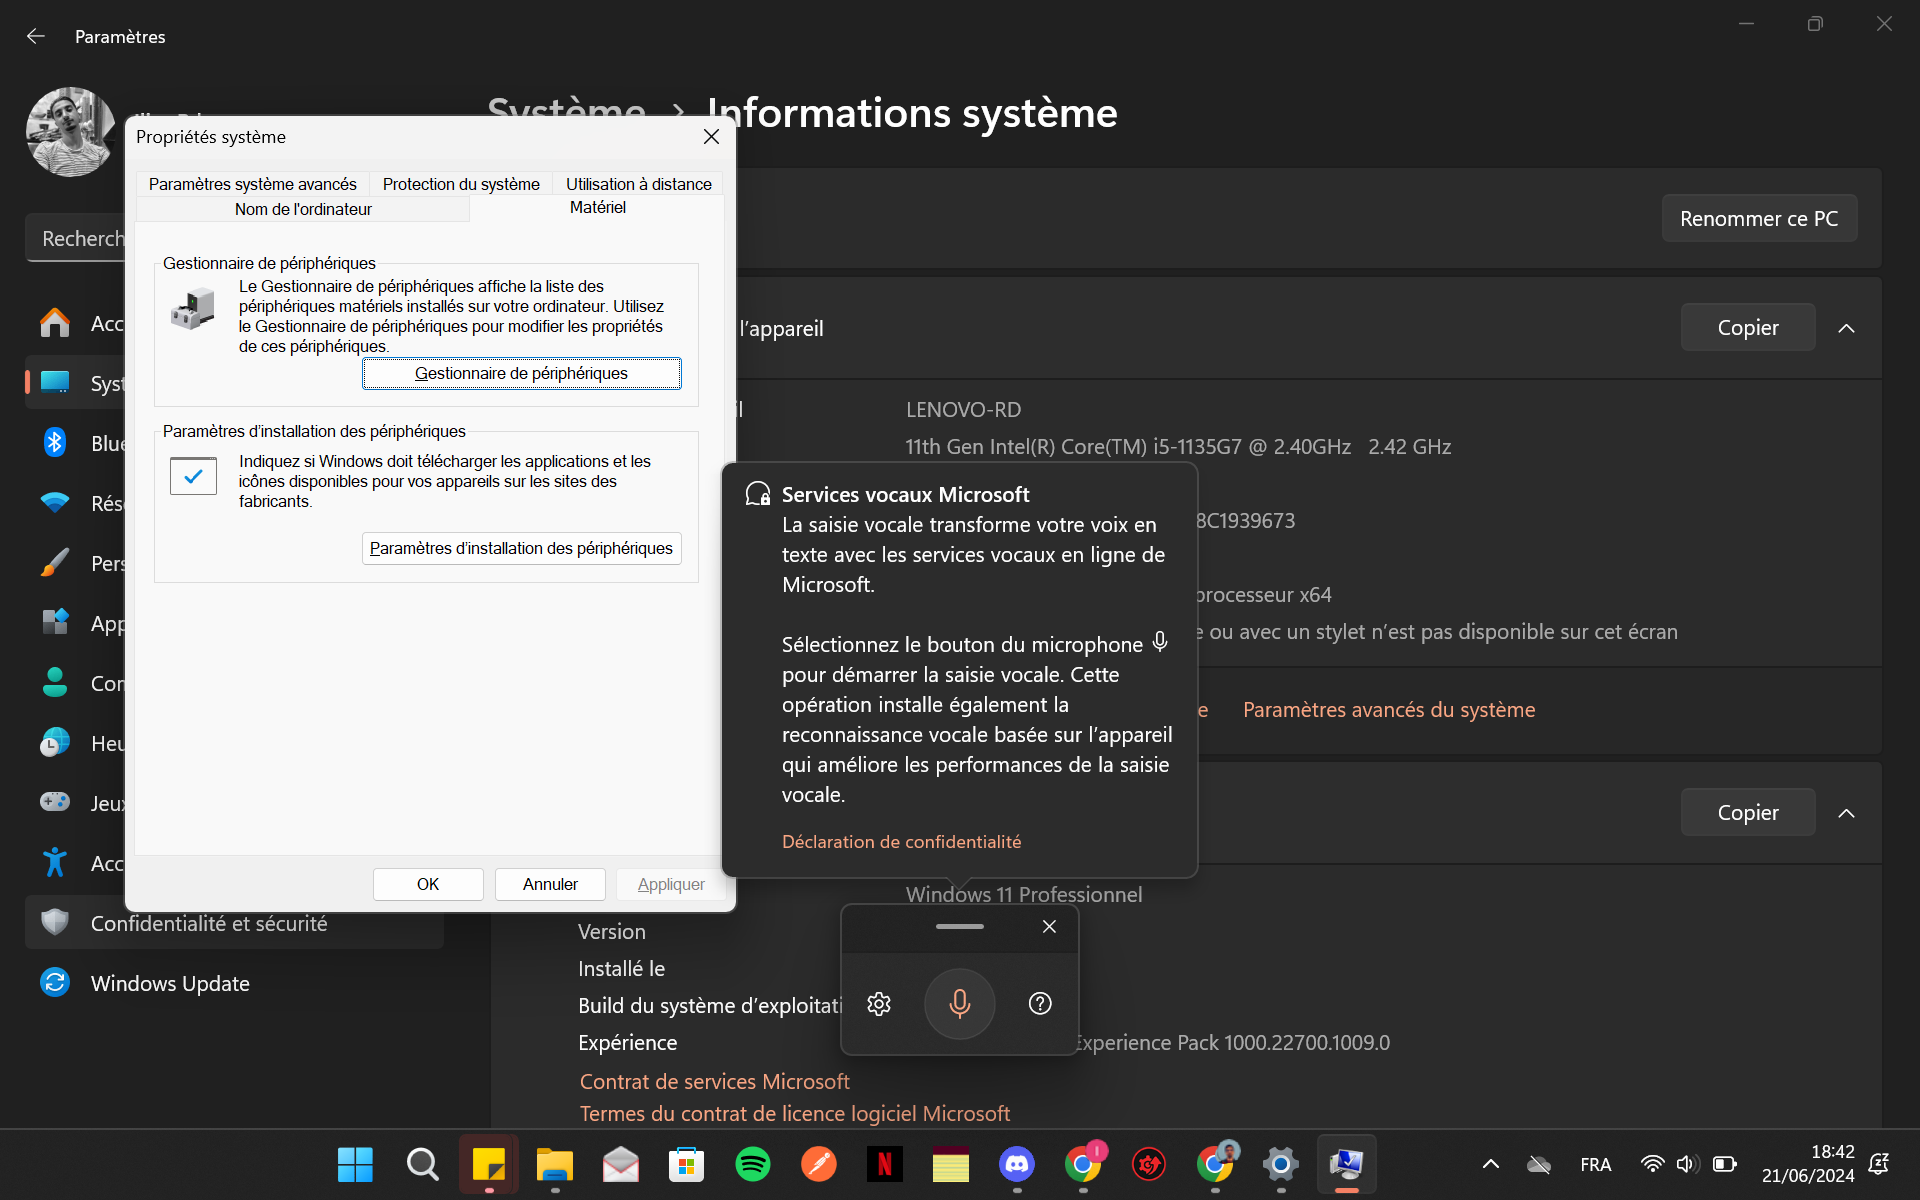 Paramètres
Système › Informations système
Propriétés système
Paramètres système avancés
Protection du système
Utilisation à distance
Nom de l'ordinateur
Matériel
Renommer ce PC
Recherch
Gestionnaire de périphériques
Le Gestionnaire de périphériques affiche la liste des
périphériques matériels installés sur votre ordinateur. Utilisez
le Gestionnaire de périphériques pour modifier les propriétés
de ces périphériques.
Gestionnaire de périphériques
Acc
l'appareil
Copier
Syst
Blue
Rése
Pers
App
Con
Heu
Jeux
Acc
Confidentialité et sécurité
Windows Update
Paramètres d'installation des périphériques
Indiquez si Windows doit télécharger les applications et les
icônes disponibles pour vos appareils sur les sites des
fabricants.
Paramètres d'installation des périphériques
OK
Annuler
Appliquer
LENOVO-RD
11th Gen Intel(R) Core(TM) i5-1135G7 @ 2.40GHz 2.42 GHz
8C1939673
processeur x64
e ou avec un stylet n'est pas disponible sur cet écran
e
Paramètres avancés du système
Services vocaux Microsoft
La saisie vocale transforme votre voix en
texte avec les services vocaux en ligne de
Microsoft.
Sélectionnez le bouton du microphone
pour démarrer la saisie vocale. Cette
opération installe également la
reconnaissance vocale basée sur l'appareil
qui améliore les performances de la saisie
vocale.
Déclaration de confidentialité
Copier
Windows 11 Professionnel
Version
Installé le
Build du système d'exploitati
Expérience
Experience Pack 1000.22700.1009.0
Contrat de services Microsoft
Termes du contrat de licence logiciel Microsoft
FRA
18:42
21/06/2024